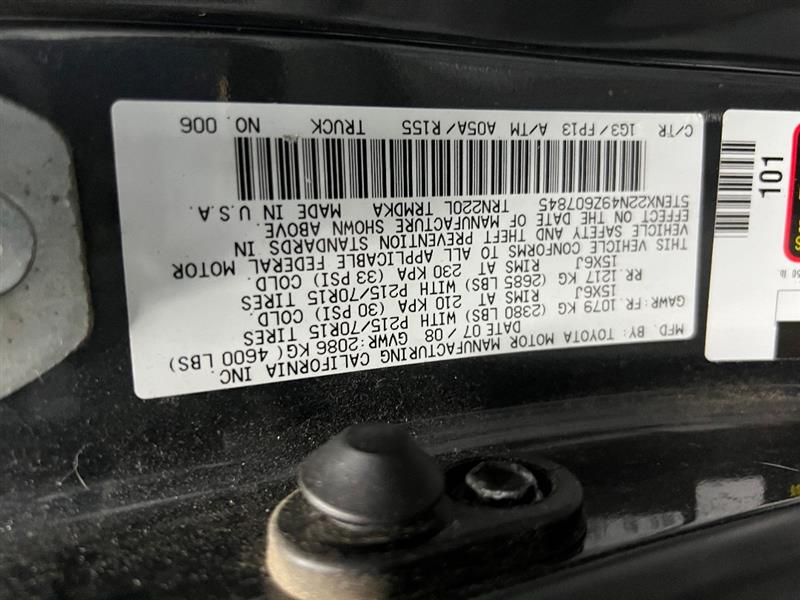 MFD. BY: TOYOTA MOTOR MANUFACTURING CALIFORNIA INC.
DATE 07 / 08 GVWR: 2086 KG( 4600 LBS)
GAWR:FR: 1079 KG (2380 LBS) WITH P215/70R15 TIRES
15X6J RIMS AT 210 KPA (30 PSI) COLD.
RR: 1217 KG (2685 LBS) WITH P215/70R15 TIRES
15X6J RIMS AT 230 KPA (33 PSI) COLD.
THIS VEHICLE CONFORMS TO ALL APPLICABLE FEDERAL MOTOR
VEHICLE SAFETY AND THEFT PREVENTION STANDARDS IN
EFFECT ON THE DATE OF MANUFACTURE SHOWN ABOVE.
5TENX22N49Z607845 TRN220L TRMDKA MADE IN U.S.A.
C/TR 1G3/FP13 A/TM A05A/R155 TRUCK NO. 006
101